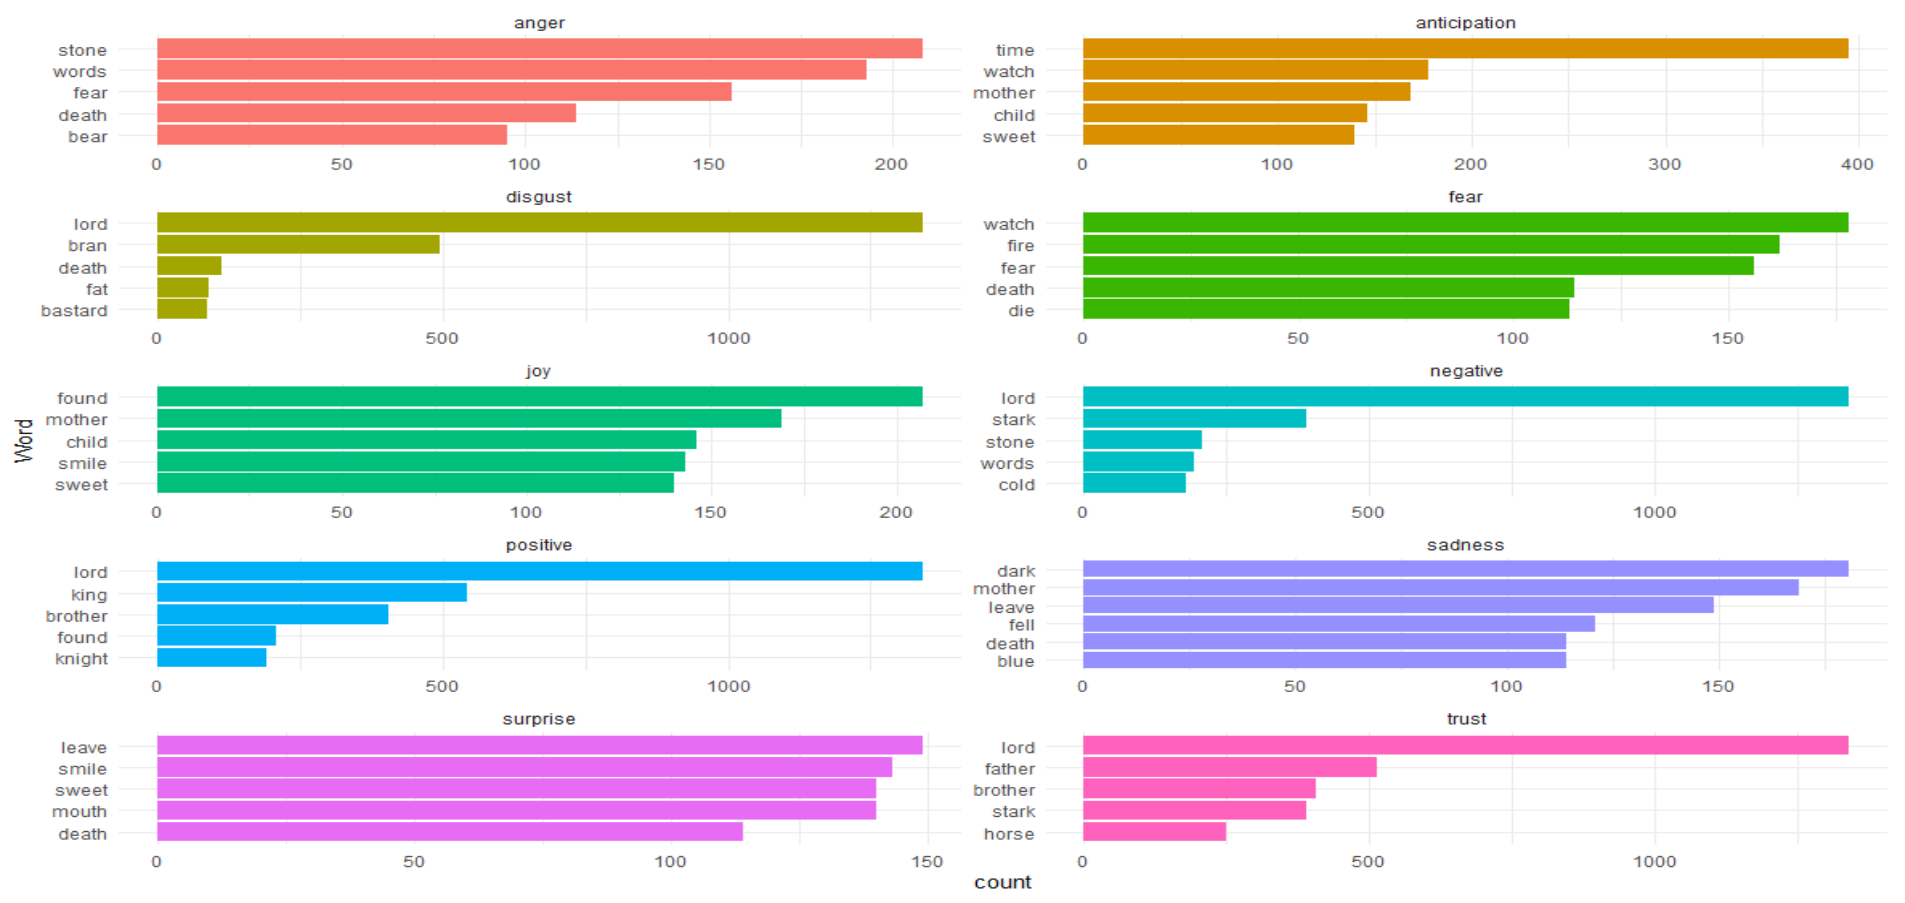 anger
stone
words
fear
death
bear
0 50 100 150 200
anticipation
time
watch
mother
child
sweet
0 100 200 300 400
disgust
lord
bran
death
fat
bastard
0 500 1000
fear
watch
fire
fear
death
die
0 50 100 150
joy
found
mother
child
smile
sweet
0 50 100 150 200
negative
lord
stark
stone
words
cold
0 500 1000
Word
positive
lord
king
brother
found
knight
0 500 1000
sadness
dark
mother
leave
fell
death
blue
0 50 100 150
surprise
leave
smile
sweet
mouth
death
0 50 100 150
trust
lord
father
brother
stark
horse
0 500 1000
count